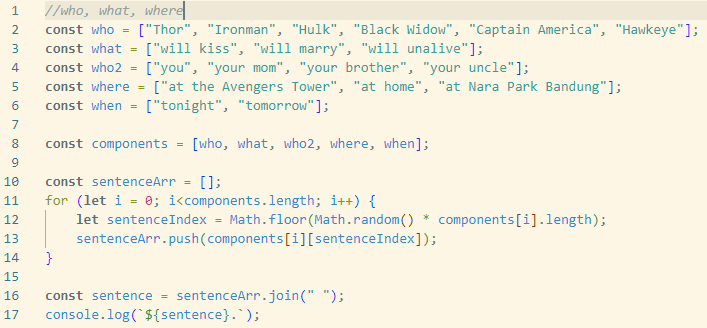 1 //who, what, where
2 const who = ["Thor", "Ironman", "Hulk", "Black Widow", "Captain America", "Hawkeye"];
3 const what = ["will kiss", "will marry", "will unalive"];
4 const who2 = ["you", "your mom", "your brother", "your uncle"];
5 const where = ["at the Avengers Tower", "at home", "at Nara Park Bandung"];
6 const when = ["tonight", "tomorrow"];
7
8 const components = [who, what, who2, where, when];
9
10 const sentenceArr = [];
11 for (let i = 0; i<components.length; i++) {
12     let sentenceIndex = Math.floor(Math.random() * components[i].length);
13     sentenceArr.push(components[i][sentenceIndex]);
14 }
15
16 const sentence = sentenceArr.join(" ");
17 console.log(`${sentence}.`);